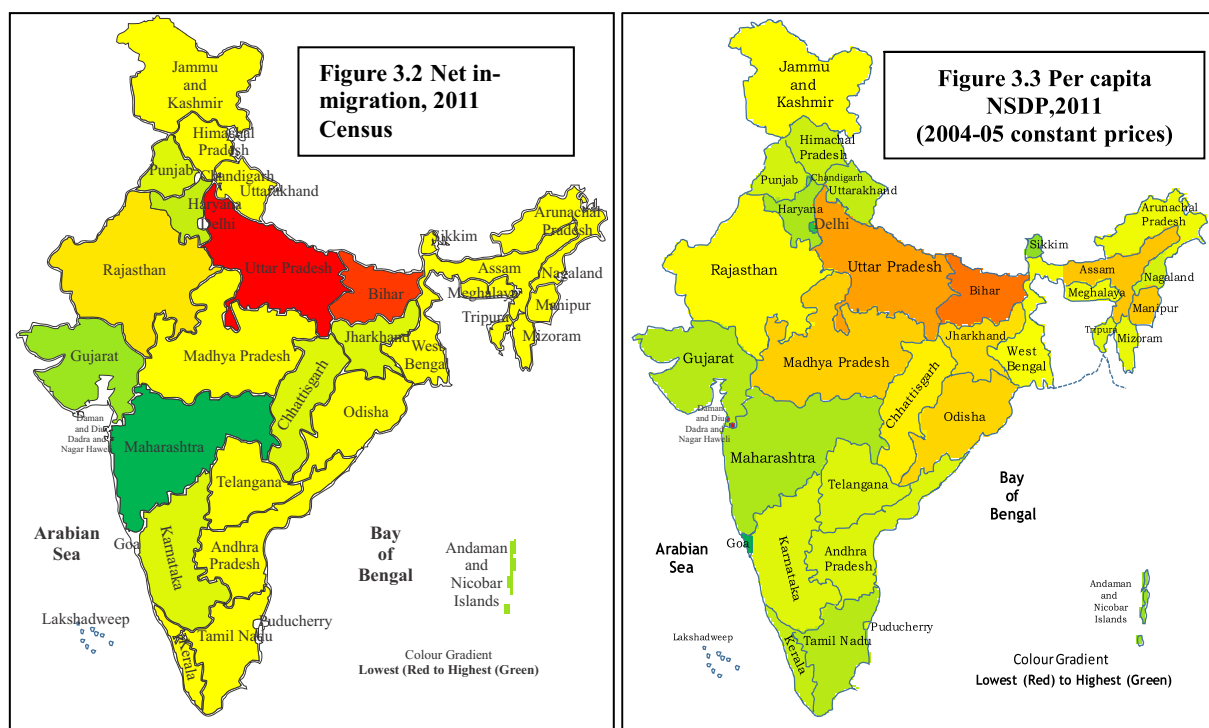 Figure 3.2 Net in-
migration, 2011
Census
Jammu
and
Kashmir
Himachal
Pradesh
Punjab
Chandigarh
Uttarakhand
Haryana
Delhi
Rajasthan
Uttar Pradesh
Bihar
Sikkim
Arunachal
Pradesh
Assam
Nagaland
Meghalaya
Manipur
Tripura
Mizoram
Gujarat
Madhya Pradesh
Jharkhand
West
Bengal
Chhattisgarh
Odisha
Daman
and Diu
Dadra and
Nagar Haweli
Maharashtra
Telangana
Arabian
Sea
Goa
Karnataka
Andhra
Pradesh
Bay
of
Bengal
Andaman
and
Nicobar
Islands
Lakshadweep
Kerala
Tamil Nadu
Puducherry
Colour Gradient
Lowest (Red to Highest (Green)
Figure 3.3 Per capita
NSDP,2011
(2004-05 constant prices)
Jammu
and
Kashmir
Himachal
Pradesh
Punjab
Chandigarh
Uttarakhand
Haryana
Delhi
Rajasthan
Uttar Pradesh
Bihar
Sikkim
Arunachal
Pradesh
Assam
Nagaland
Meghalaya
Manipur
Tripura
Mizoram
Gujarat
Madhya Pradesh
Jharkhand
West
Bengal
Chhattisgarh
Odisha
Daman
and Diu
Dadra and
Nagar Haweli
Maharashtra
Telangana
Bay
of
Bengal
Arabian
Sea
Goa
Karnataka
Andhra
Pradesh
Andaman
and
Nicobar
Islands
Lakshadweep
Kerala
Tamil Nadu
Puducherry
Colour Gradient
Lowest (Red) to Highest (Green)